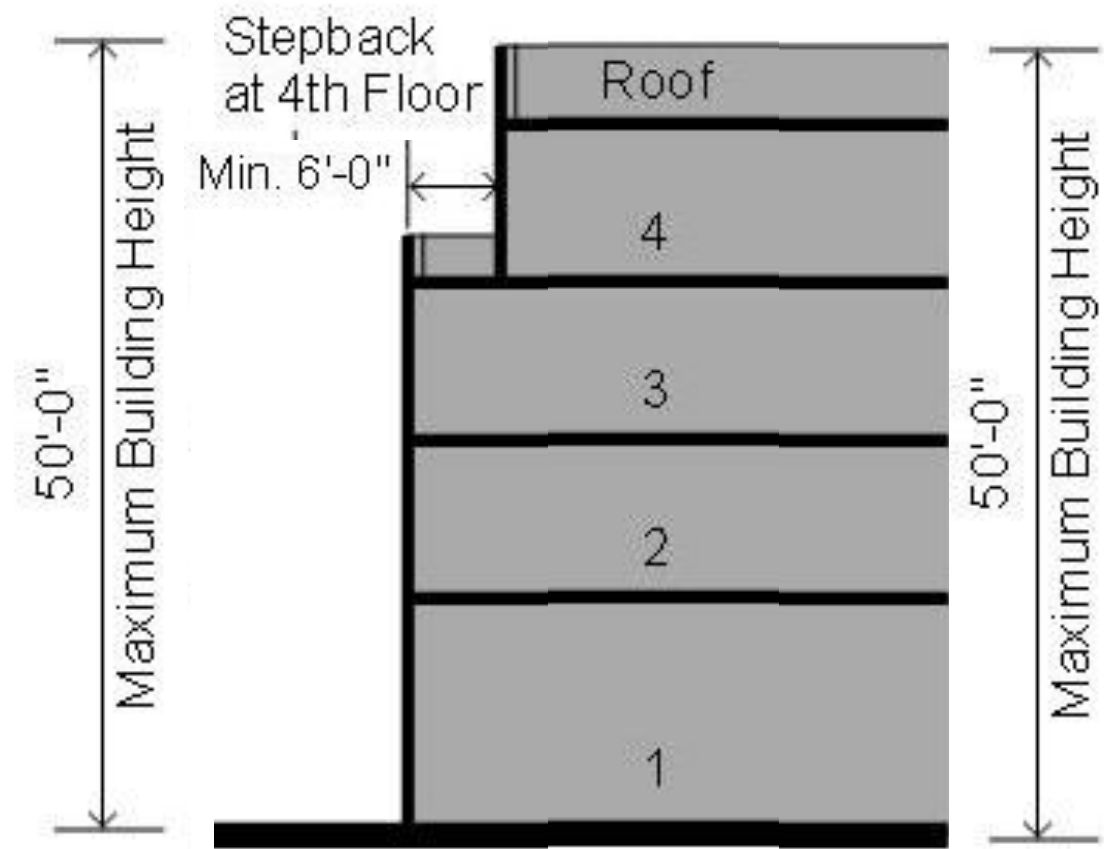 Stepback
at 4th Floor
Min. 6'-0"
Roof
4
3
2
1
50'-0"
Maximum Building Height
50'-0"
Maximum Building Height